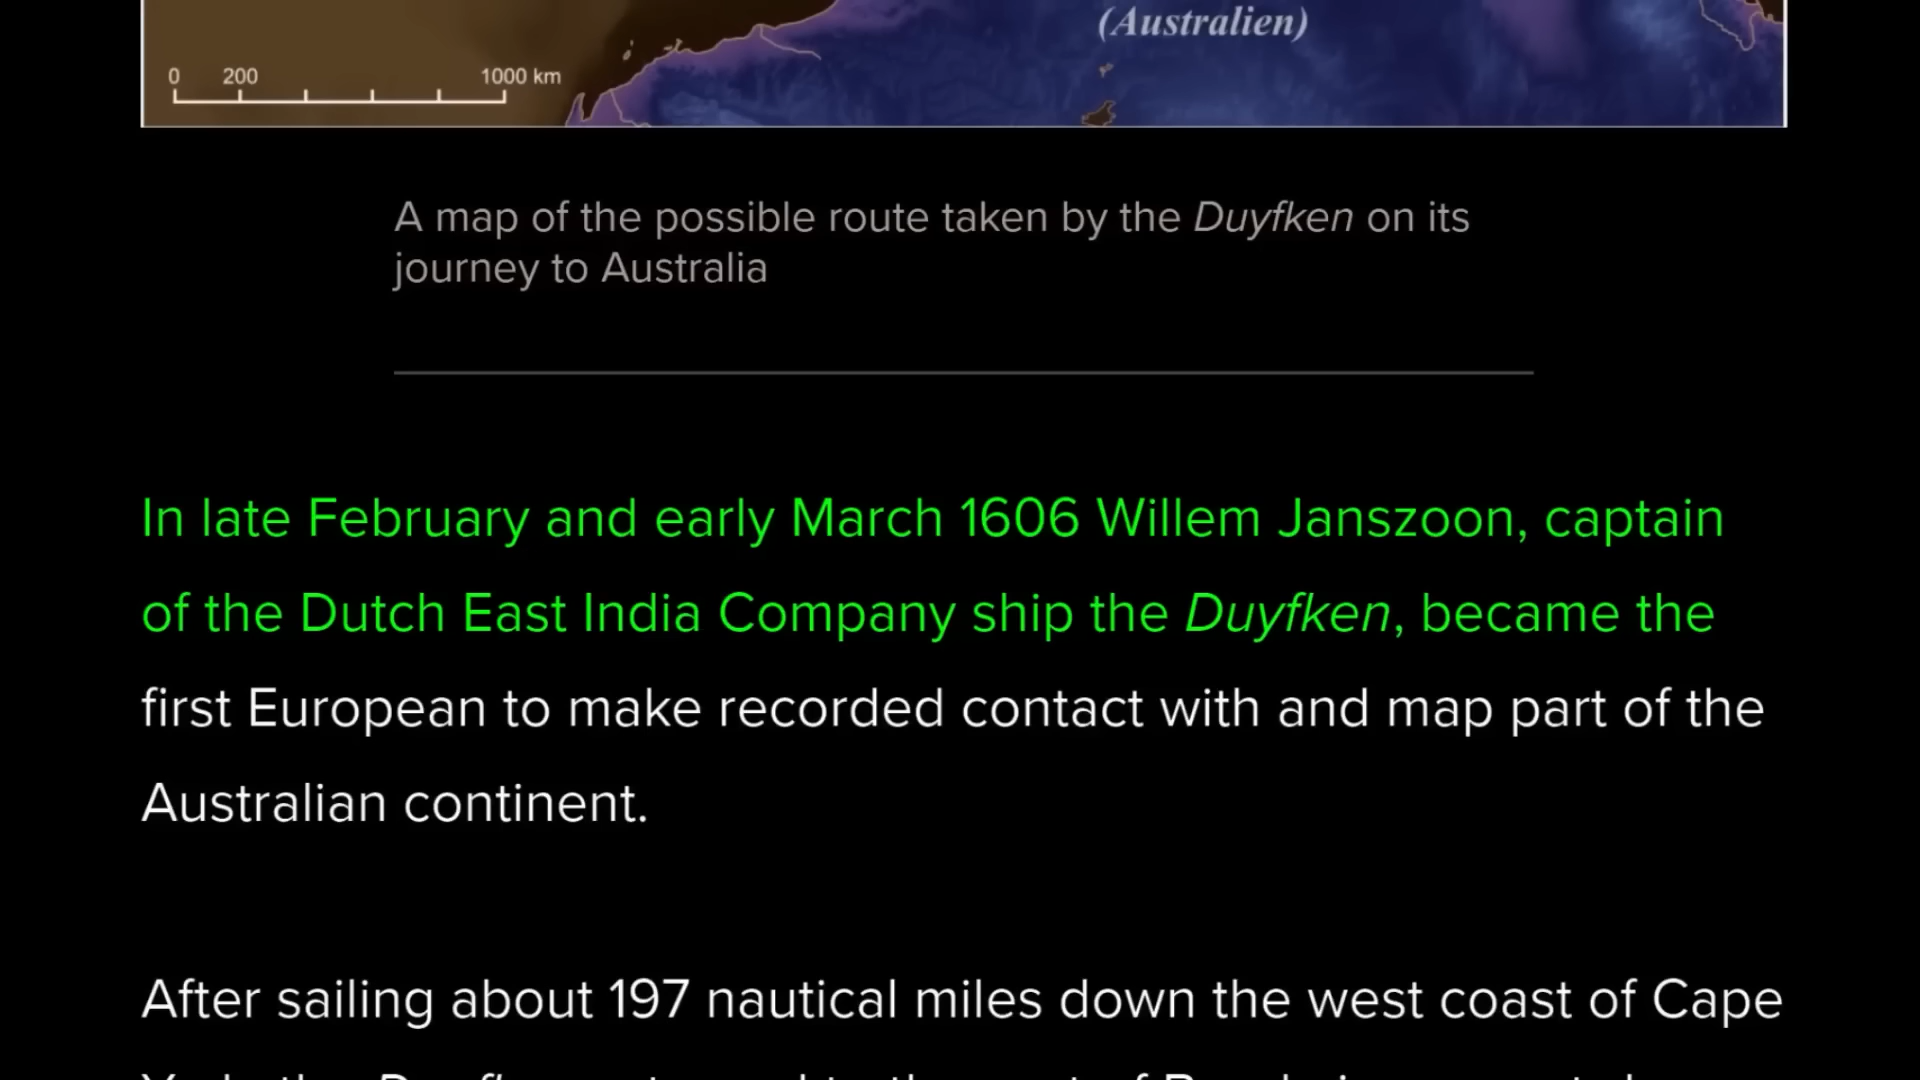 (Australien)
0 200 1000 km
A map of the possible route taken by the Duyfken on its
journey to Australia
In late February and early March 1606 Willem Janszoon, captain
of the Dutch East India Company ship the Duyfken, became the
first European to make recorded contact with and map part of the
Australian continent.
After sailing about 197 nautical miles down the west coast of Cape